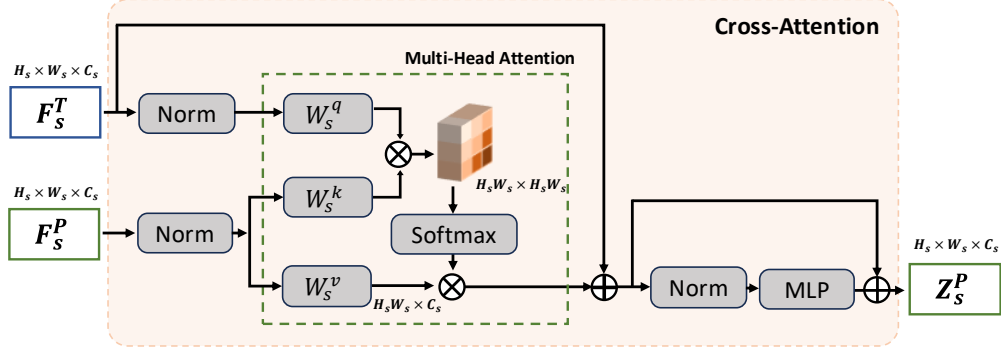 Cross-Attention
Multi-Head Attention
H_s × W_s × C_s
F_s^T
Norm
W_s^q
H_s × W_s × C_s
F_s^P
Norm
W_s^k
H_sW_s × H_sW_s
Softmax
W_s^v
H_sW_s × C_s
Norm
MLP
H_s × W_s × C_s
Z_s^P